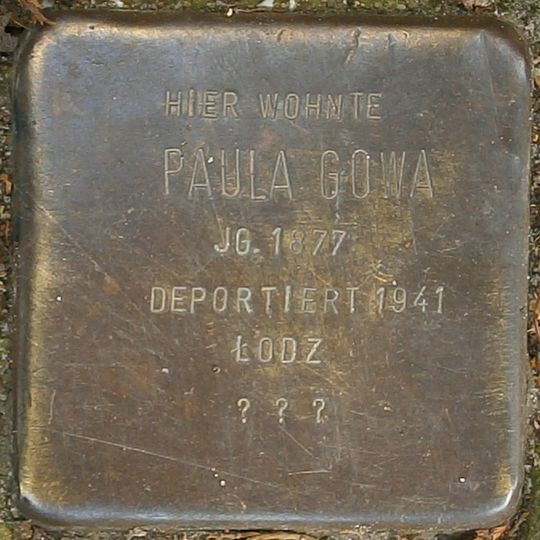 HIER WOHNTE
PAULA GOWA
JG. 1877
DEPORTIERT 1941
ŁODZ
? ? ?